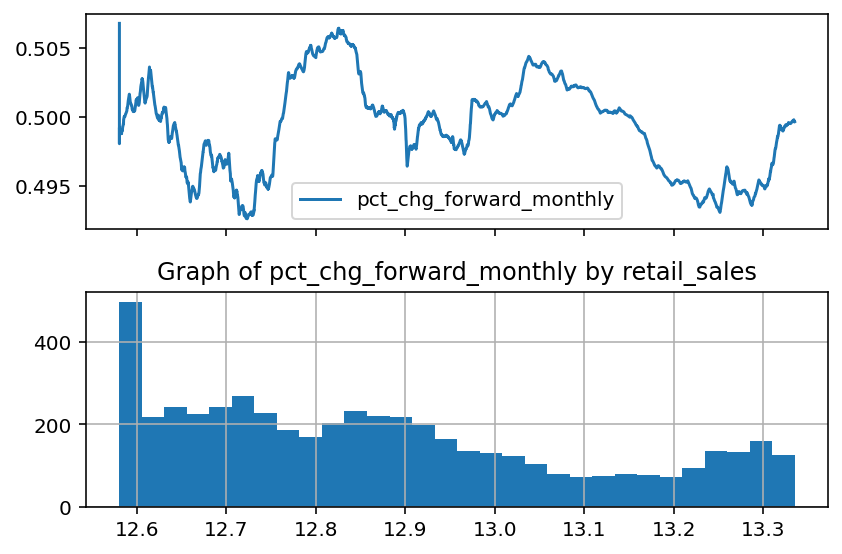 0.505
0.500
0.495
pct_chg_forward_monthly
Graph of pct_chg_forward_monthly by retail_sales
400
200
0
12.6 12.7 12.8 12.9 13.0 13.1 13.2 13.3